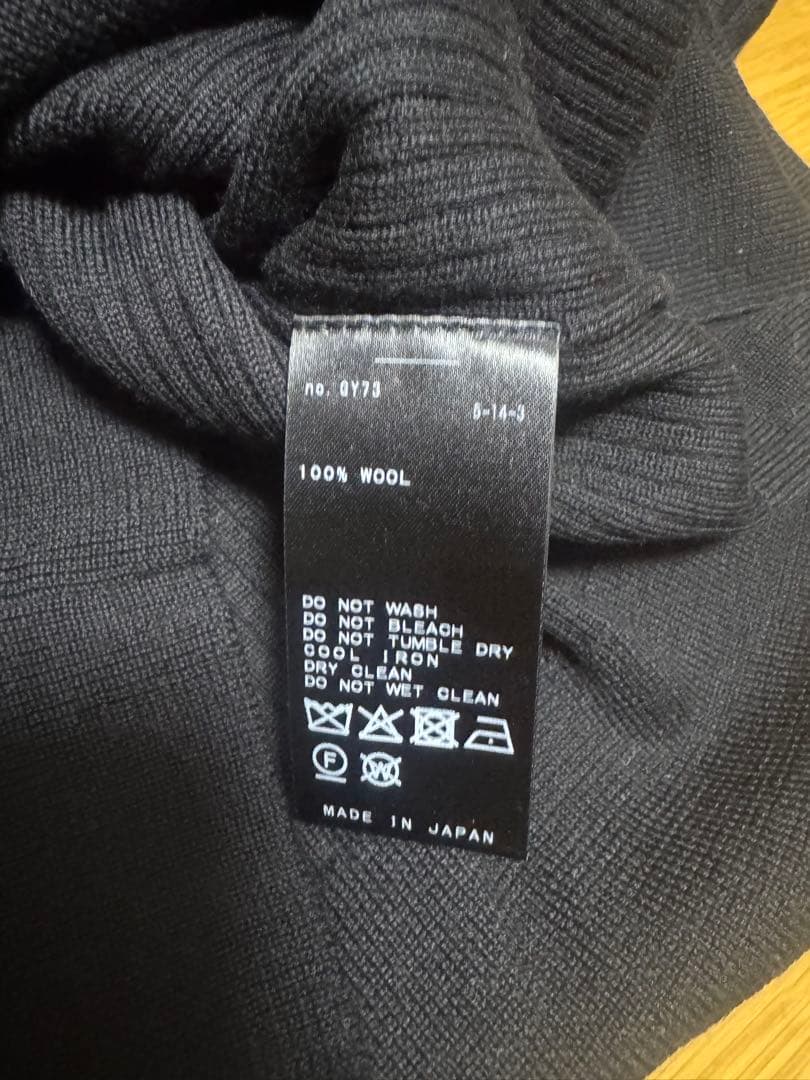 no. GY73
5-14-3
100% WOOL
DO NOT WASH
DO NOT BLEACH
DO NOT TUMBLE DRY
COOL IRON
DRY CLEAN
DO NOT WET CLEAN
F W
MADE IN JAPAN